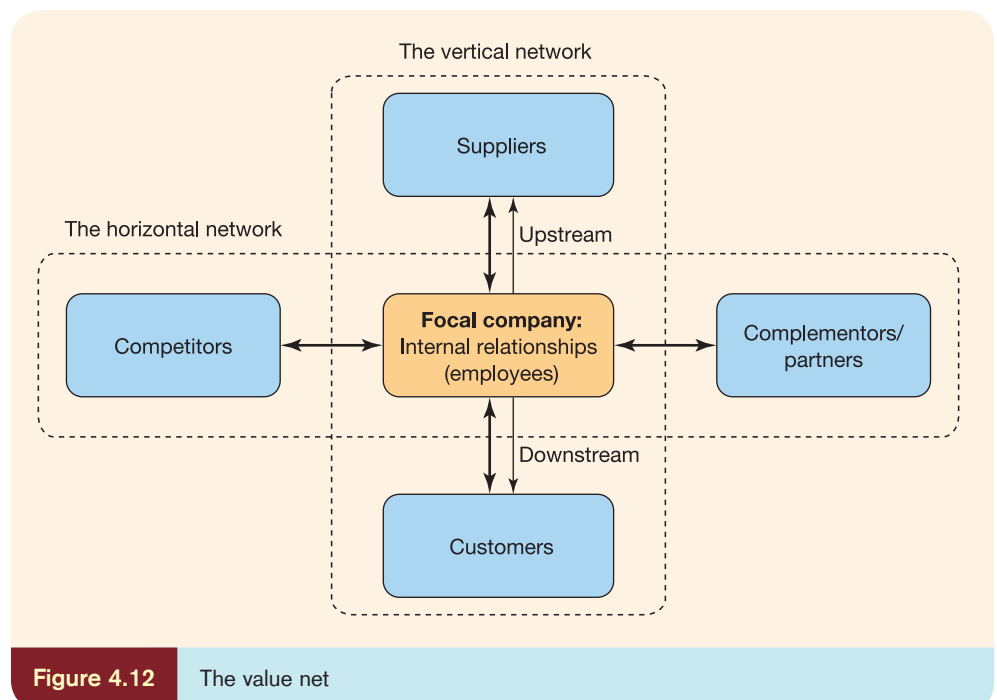 The vertical network
Suppliers
Upstream
The horizontal network
Competitors
Focal company:
Internal relationships
(employees)
Complementors/
partners
Downstream
Customers
Figure 4.12
The value net